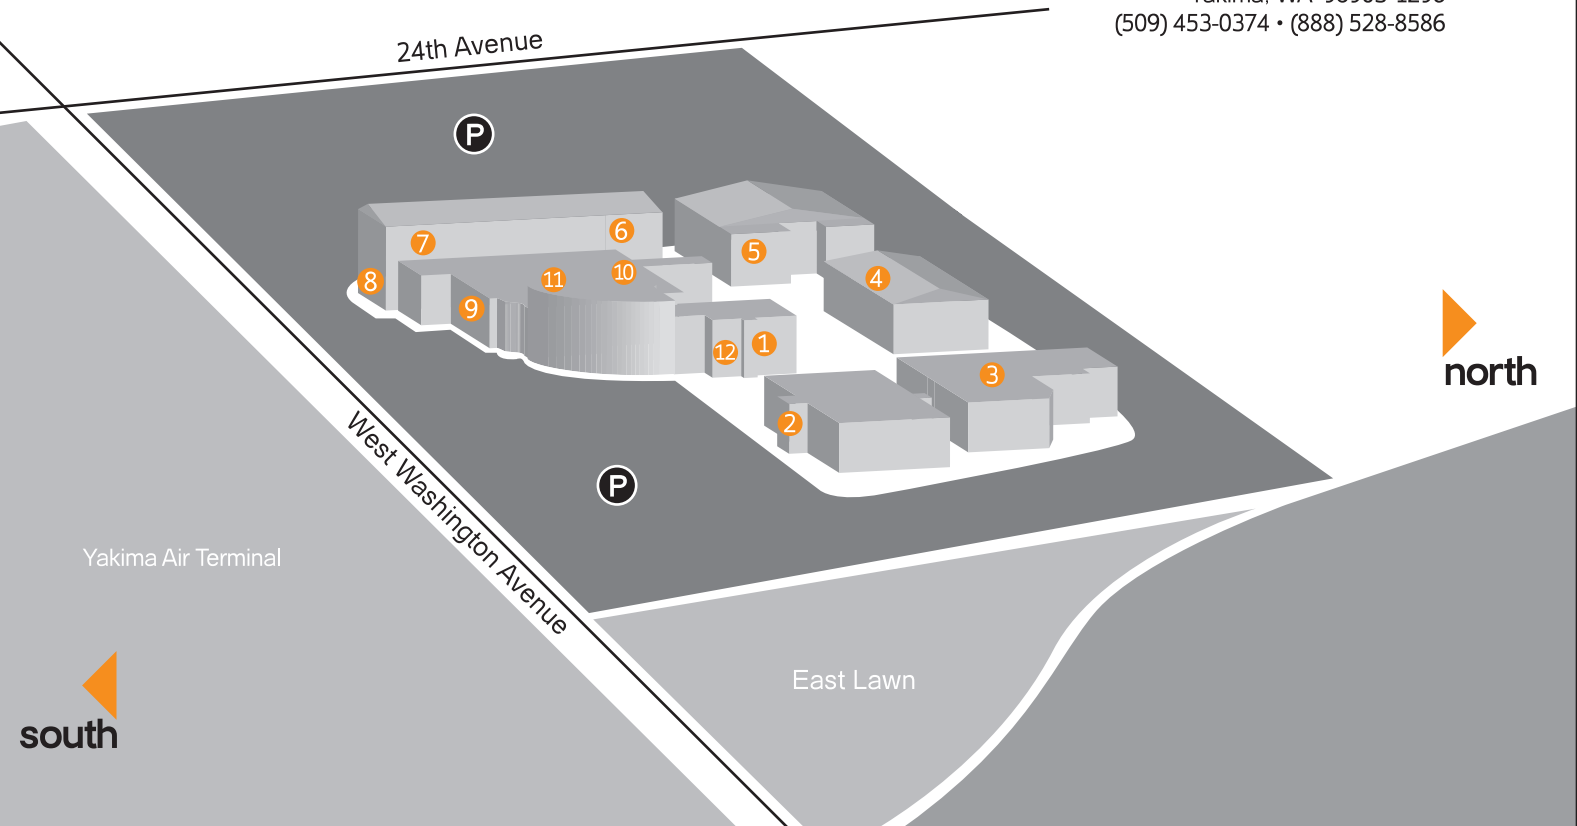 (509) 453-0374 • (888) 528-8586
24th Avenue
P
6
7
5
8
11
10
4
9
12
1
3
2
north
West Washington Avenue
P
Yakima Air Terminal
East Lawn
south